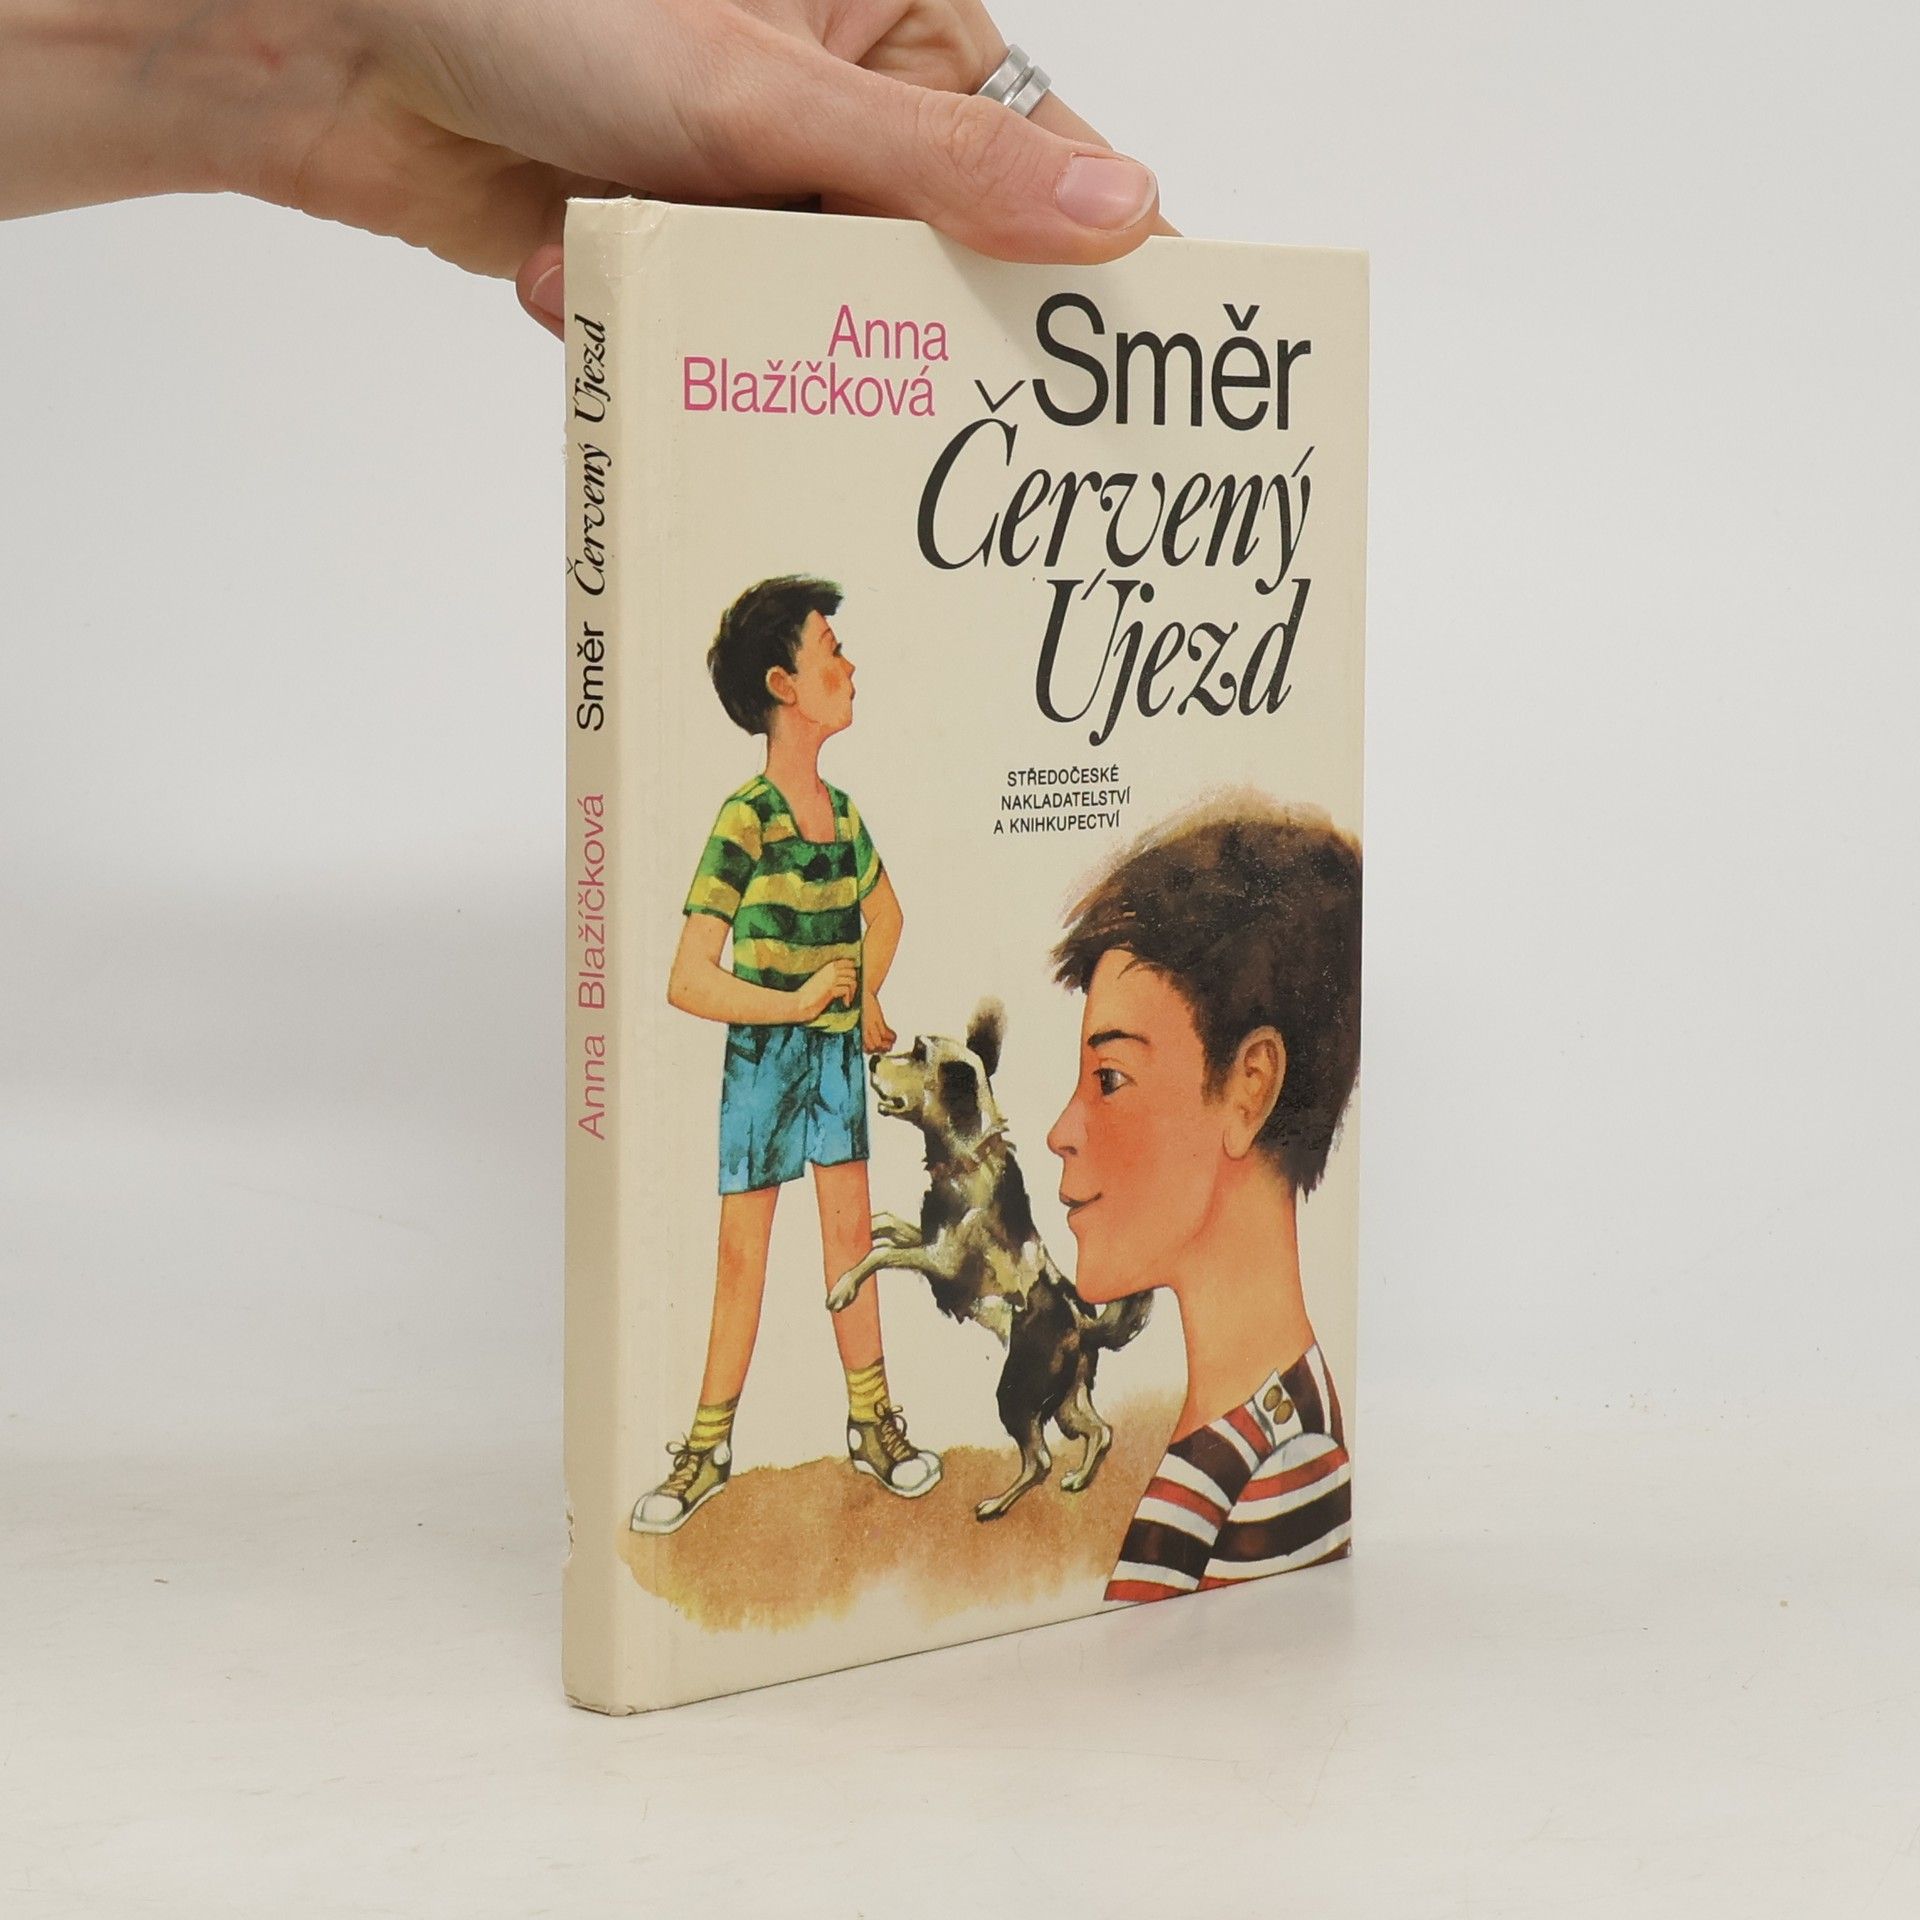 Anna
Blažíčková
Směr
Červený
Újezd
STŘEDOČESKÉ
NAKLADATELSTVÍ
A KNIHKUPECTVÍ
Anna Blažíčková Směr Červený Újezd